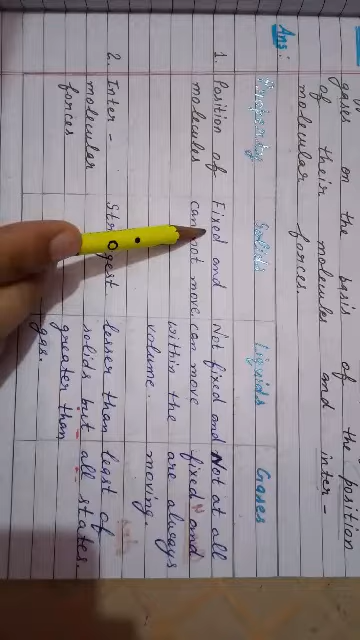 gases on the basis of the position
of their molecules and inter-
molecular forces.
Ans:
Property Solids Liquids Gases
1. Position of Fixed and Not fixed and Not at all
molecules cannot move. can move fixed and
within the are always
volume. moving.
2. Inter- Strongest lesser than least of
molecular solids but all states.
forces greater than
gas.